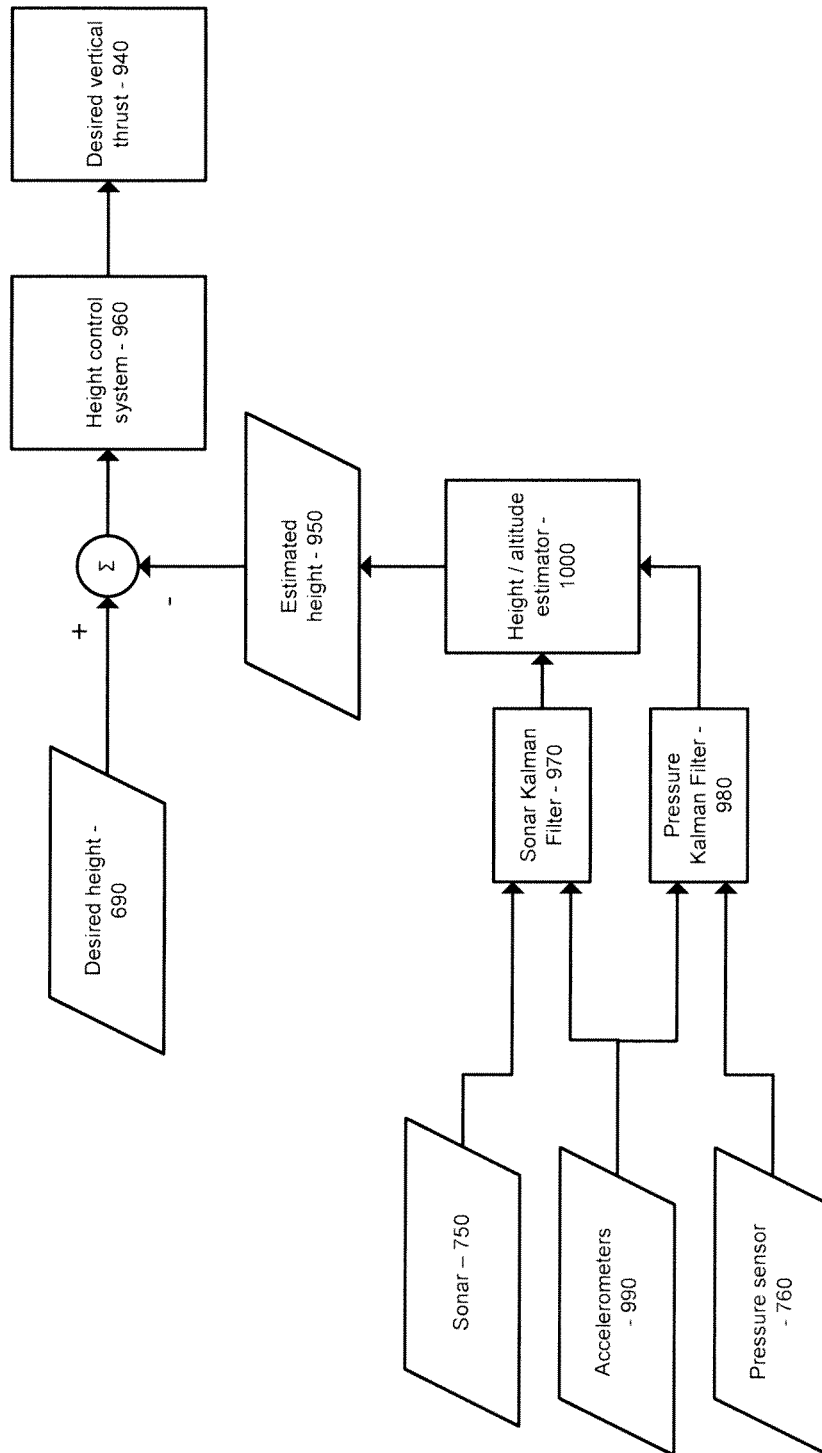 Desired height -
690
+
-
Σ
Height control
system - 960
Desired vertical
thrust - 940
Estimated
height - 950
Sonar – 750
Sonar Kalman
Filter - 970
Height / altitude
estimator -
1000
Accelerometers
- 990
Pressure
Kalman Filter -
980
Pressure sensor
- 760